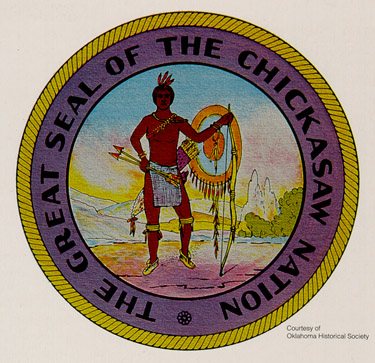 THE GREAT SEAL OF THE CHICKASAW NATION
Courtesy of
Oklahoma Historical Society